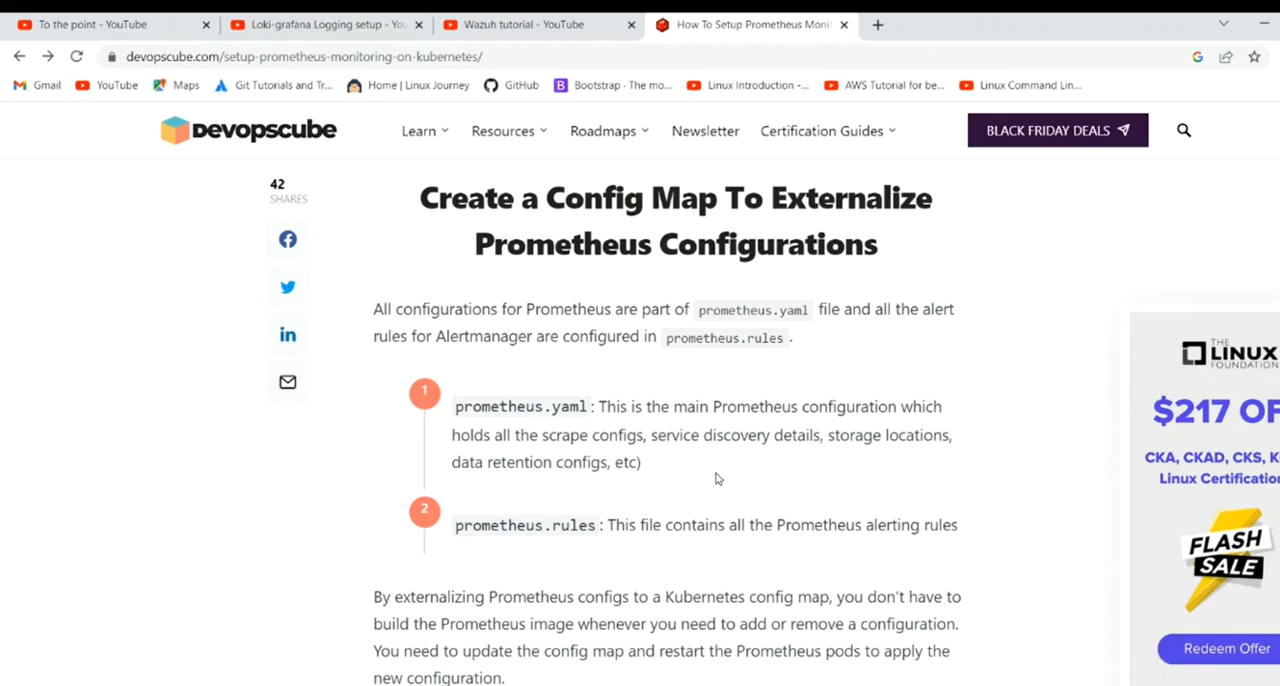 To the point - YouTube
Loki-grafana Logging setup - You
Wazuh tutorial - YouTube
How To Setup Prometheus Monit
devopscube.com/setup-prometheus-monitoring-on-kubernetes/
Gmail
YouTube
Maps
Git Tutorials and Tr...
Home | Linux Journey
GitHub
Bootstrap · The mo...
Linux Introduction -...
AWS Tutorial for be...
Linux Command Lin...
DEVOPSCUBE
Learn
Resources
Roadmaps
Newsletter
Certification Guides
BLACK FRIDAY DEALS
42
SHARES
Create a Config Map To Externalize
Prometheus Configurations
All configurations for Prometheus are part of prometheus.yaml file and all the alert
rules for Alertmanager are configured in prometheus.rules.
1
prometheus.yaml: This is the main Prometheus configuration which
holds all the scrape configs, service discovery details, storage locations,
data retention configs, etc)
2
prometheus.rules: This file contains all the Prometheus alerting rules
By externalizing Prometheus configs to a Kubernetes config map, you don't have to
build the Prometheus image whenever you need to add or remove a configuration.
You need to update the config map and restart the Prometheus pods to apply the
new configuration.
THE
LINUX
FOUNDATION
$217 OF
CKA, CKAD, CKS, K
Linux Certification
FLASH
SALE
Redeem Offer